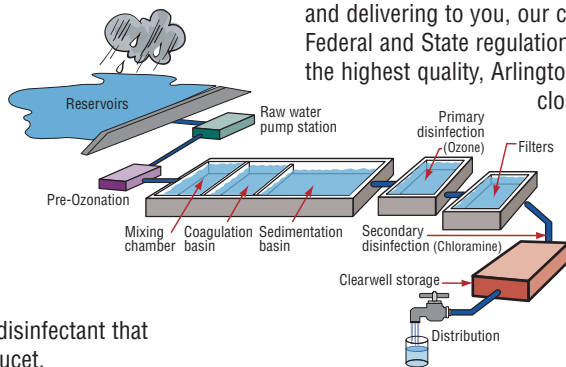 and delivering to you, our c
Federal and State regulation
the highest quality, Arlingto
clo
Reservoirs
Raw water
pump station
Primary
disinfection
(Ozone)
Filters
Pre-Ozonation
Mixing
chamber
Coagulation
basin
Sedimentation
basin
Secondary
disinfection (Chloramine)
Clearwell storage
Distribution
disinfectant that
ucet.